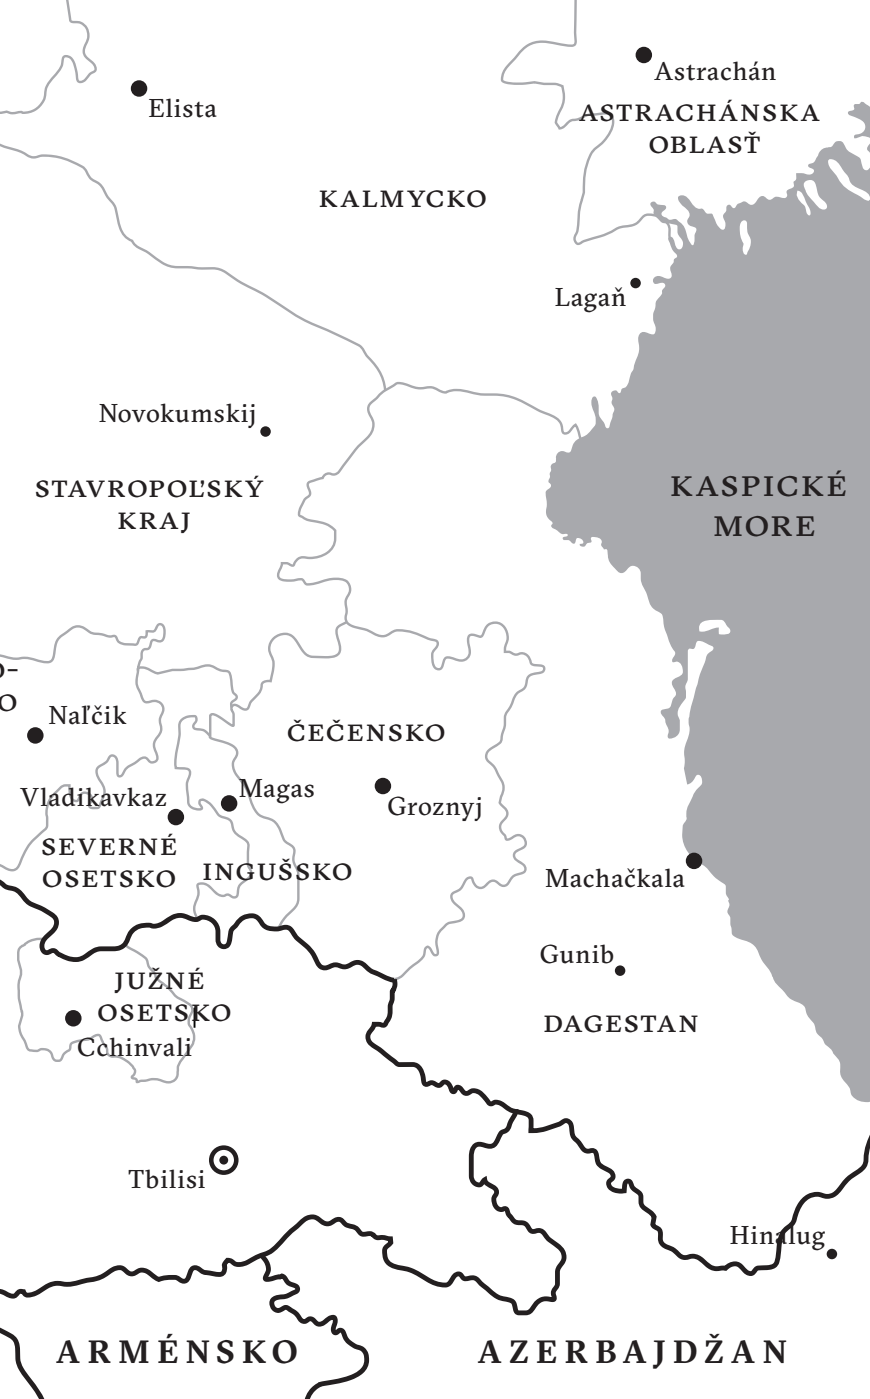 Astrachán
Elista
ASTRACHÁNSKA
OBLASŤ
KALMYCKO
Lagaň
Novokumskij
STAVROPOĽSKÝ
KRAJ
KASPICKÉ
MORE
O
Naľčik
ČEČENSKO
Vladikavkaz
Magas
Groznyj
SEVERNÉ
OSETSKO
INGUŠSKO
Machačkala
Gunib
JUŽNÉ
OSETSKO
DAGESTAN
Cchinvali
Tbilisi
Hinalug
ARMÉNSKO
AZERBAJDŽAN